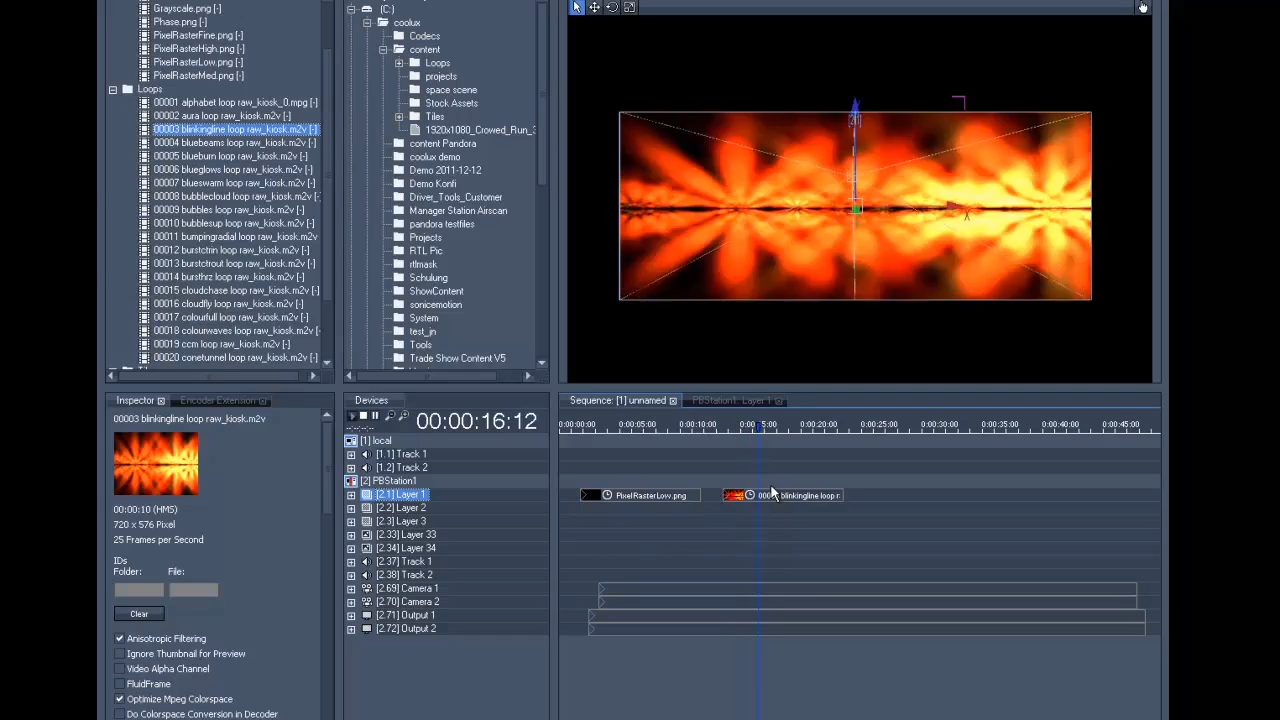 Grayscale.png [-]
Phase.png [-]
PixelRasterFine.png [-]
PixelRasterHigh.png [-]
PixelRasterLow.png [-]
PixelRasterMed.png [-]
Loops
00001 alphabet loop raw_kiosk_0.mpg [-]
00002 aura loop raw_kiosk.m2v [-]
00003 blinkingline loop raw_kiosk.m2v [-]
00004 bluebeams loop raw_kiosk.m2v [-]
00005 blueburn loop raw_kiosk.m2v [-]
00006 blueglows loop raw_kiosk.m2v [-]
00007 blueswarm loop raw_kiosk.m2v [-]
00008 bubblecloud loop raw_kiosk.m2v [-]
00009 bubbles loop raw_kiosk.m2v [-]
00010 bubblesup loop raw_kiosk.m2v [-]
00011 bumpingradial loop raw_kiosk.m2v
00012 burstctrin loop raw_kiosk.m2v [-]
00013 burstctrout loop raw_kiosk.m2v [-]
00014 bursthrz loop raw_kiosk.m2v [-]
00015 cloudchase loop raw_kiosk.m2v [-]
00016 cloudfly loop raw_kiosk.m2v [-]
00017 colourfull loop raw_kiosk.m2v [-]
00018 colourwaves loop raw_kiosk.m2v [-]
00019 ccm loop raw_kiosk.m2v [-]
00020 conetunnel loop raw_kiosk.m2v [-]
(C:)
coolux
Codecs
content
Loops
projects
space scene
Stock Assets
Tiles
1920x1080_Crowed_Run_
content Pandora
coolux demo
Demo 2011-12-12
Demo Konfi
Driver_Tools_Customer
Manager Station Airscan
pandora testfiles
Projects
RTL Pic
rtlmask
Schulung
ShowContent
sonicemotion
System
test_jn
Tools
Trade Show Content V5
X
Inspector
Encoder Extension
00003 blinkingline loop raw_kiosk.m2v
00:00:10 (HMS)
720 x 576 Pixel
25 Frames per Second
IDs
Folder: File:
Clear
Anisotropic Filtering
Ignore Thumbnail for Preview
Video Alpha Channel
FluidFrame
Optimize Mpeg Colorspace
Do Colorspace Conversion in Decoder
Devices
00:00:16:12
[1] local
[1.1] Track 1
[1.2] Track 2
[2] PBStation1
[2.1] Layer 1
[2.2] Layer 2
[2.3] Layer 3
[2.33] Layer 33
[2.34] Layer 34
[2.37] Track 1
[2.38] Track 2
[2.69] Camera 1
[2.70] Camera 2
[2.71] Output 1
[2.72] Output 2
Sequence: [1] unnamed
PBStation1: Layer 1
0:00:00:00 0:00:05:00 0:00:10:00 0:00:15:00 0:00:20:00 0:00:25:00 0:00:30:00 0:00:35:00 0:00:40:00 0:00:45:00
PixelRasterLow.png
blinkingline loop